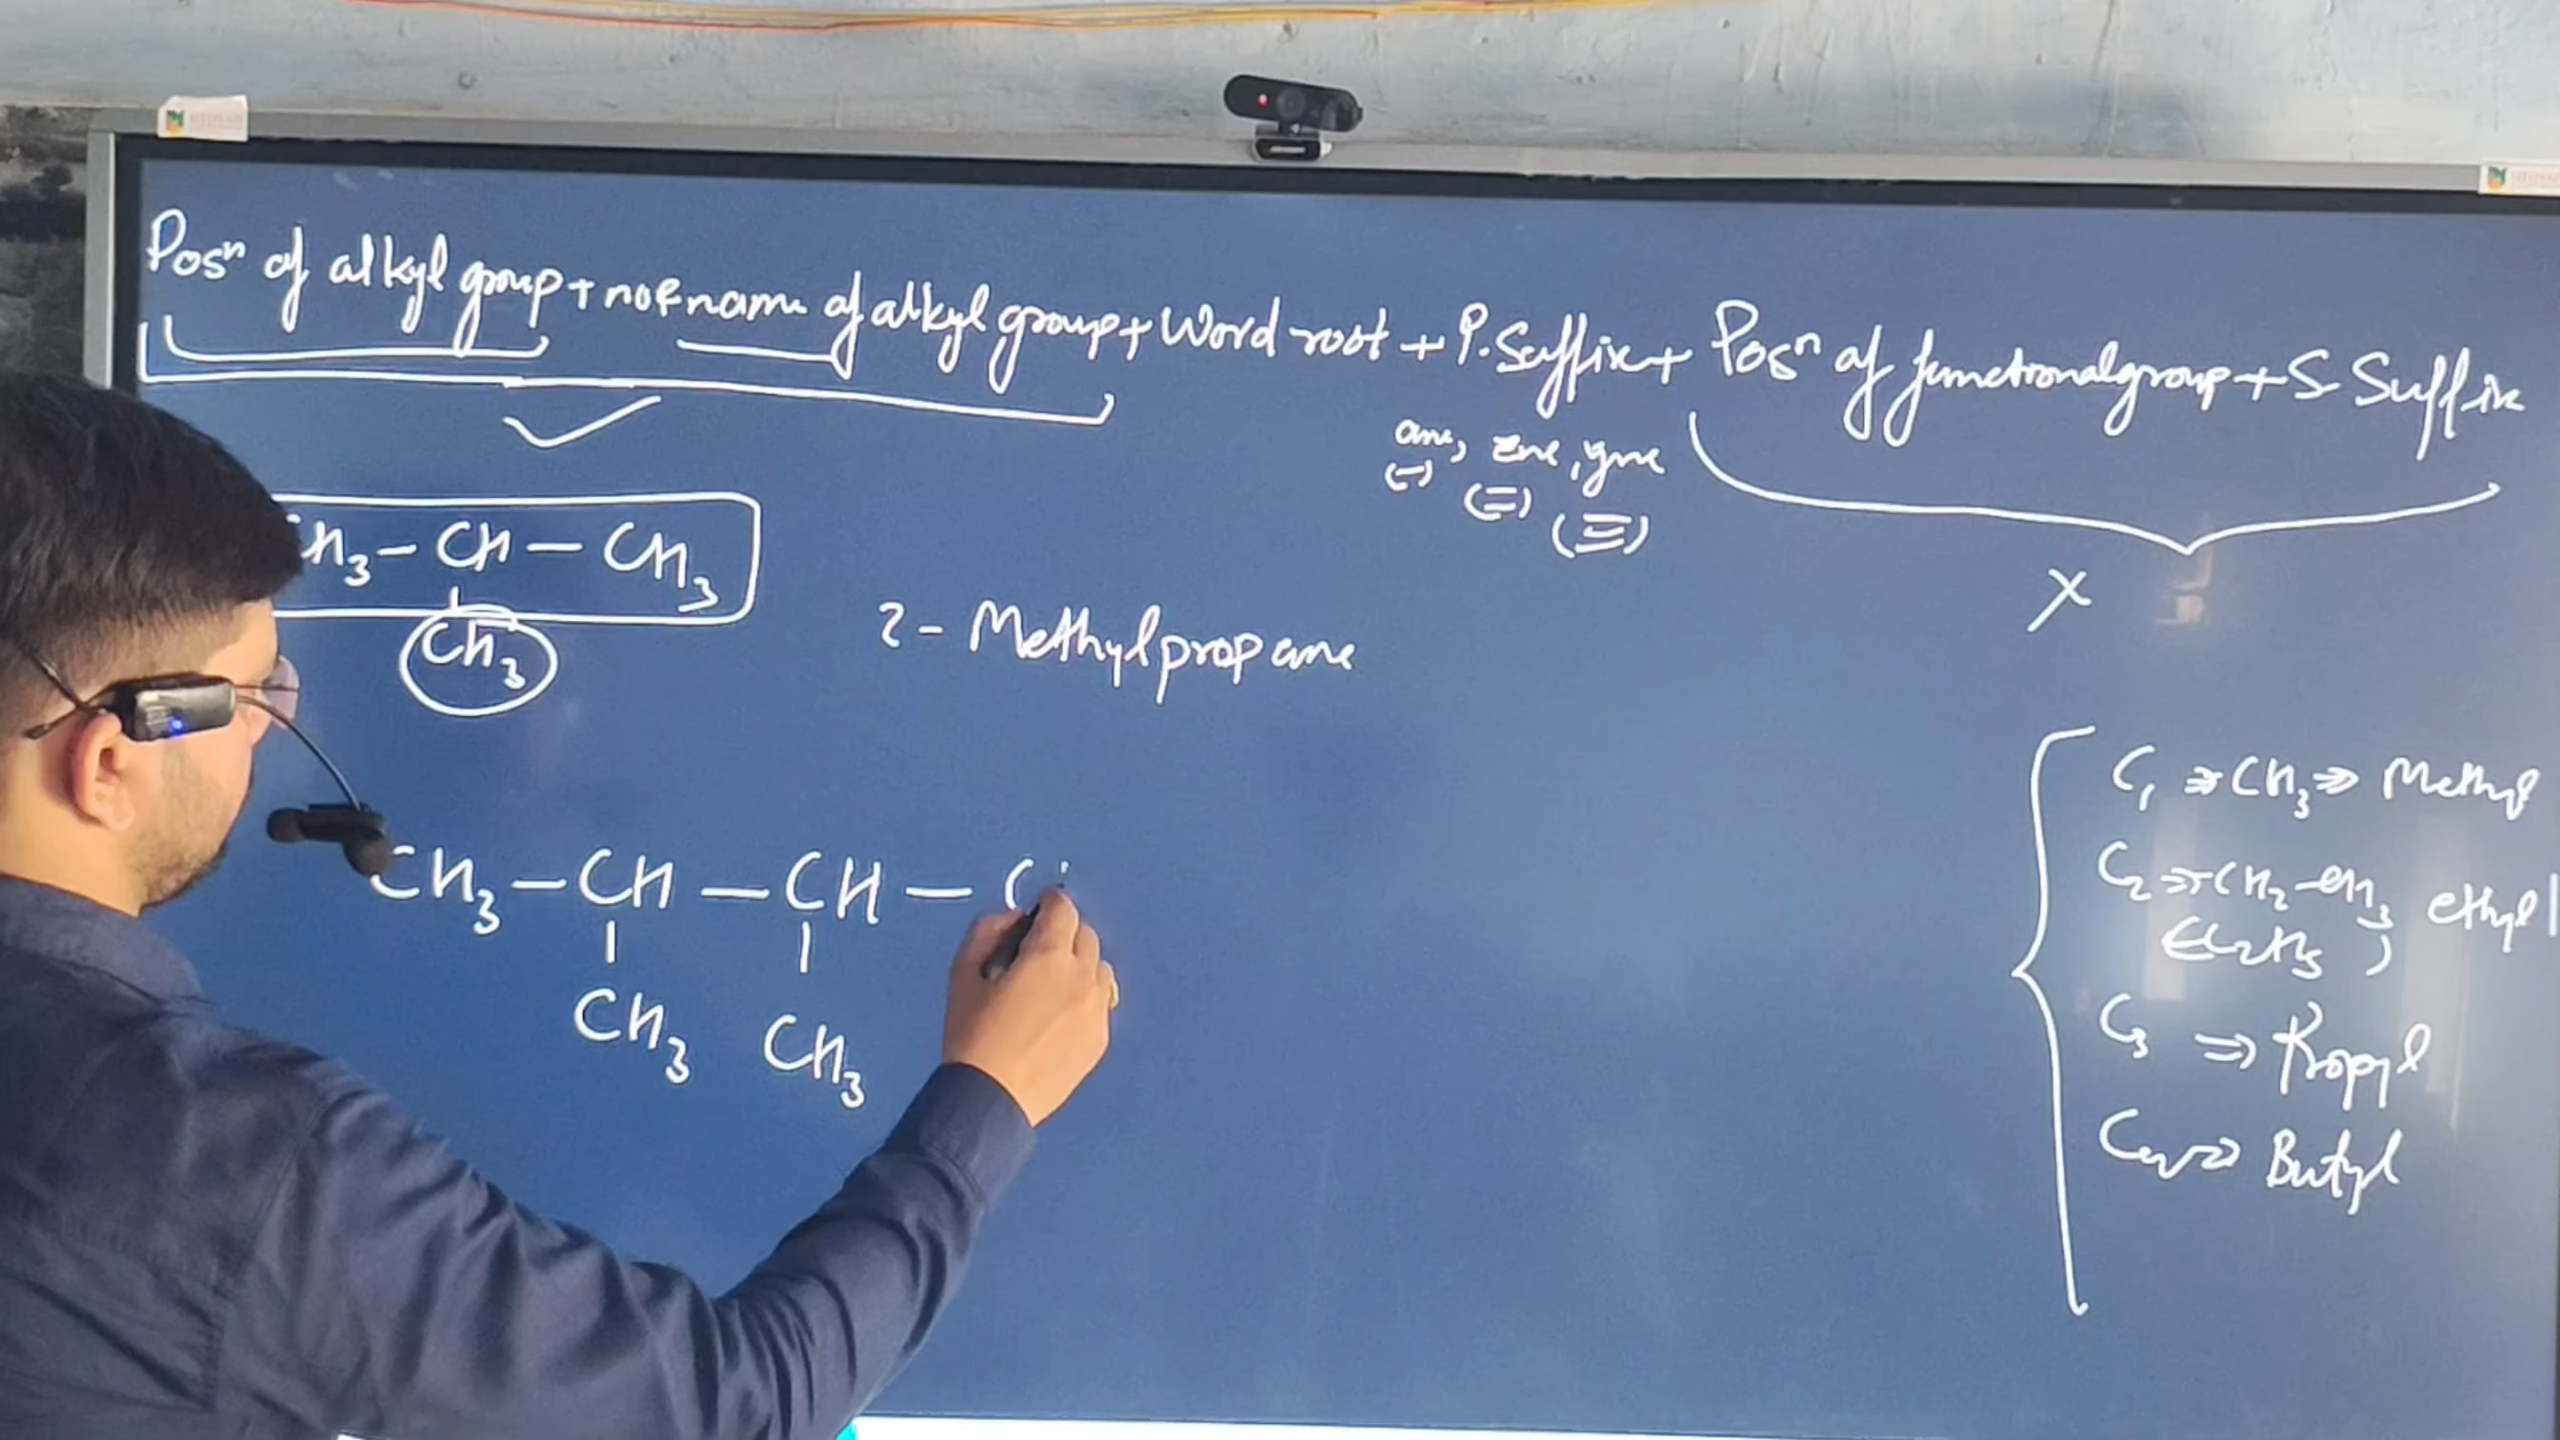 Posn of alkyl group + no & name of alkyl group + Word root + P. Suffix + Posn of functional group + S Suffix
ane, ene, yne
(-) (=) (≡)
X
CH3 - CH - CH3
CH3
2 - Methylpropane
CH3 - CH - CH - C
CH3 CH3
C1 ⇒ CH3 ⇒ Methyl
C2 ⇒ CH2-CH3 ethyl
(C2H5)
C3 ⇒ Propyl
C4 ⇒ Butyl